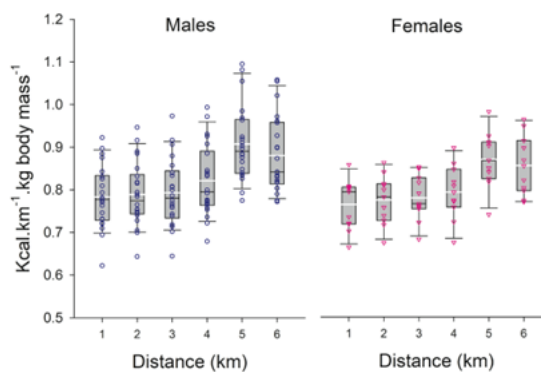 Males
Females
Kcal.km⁻¹.kg body mass⁻¹
1.2
1.1
1.0
0.9
0.8
0.7
0.6
0.5
1 2 3 4 5 6
1 2 3 4 5 6
Distance (km)
Distance (km)